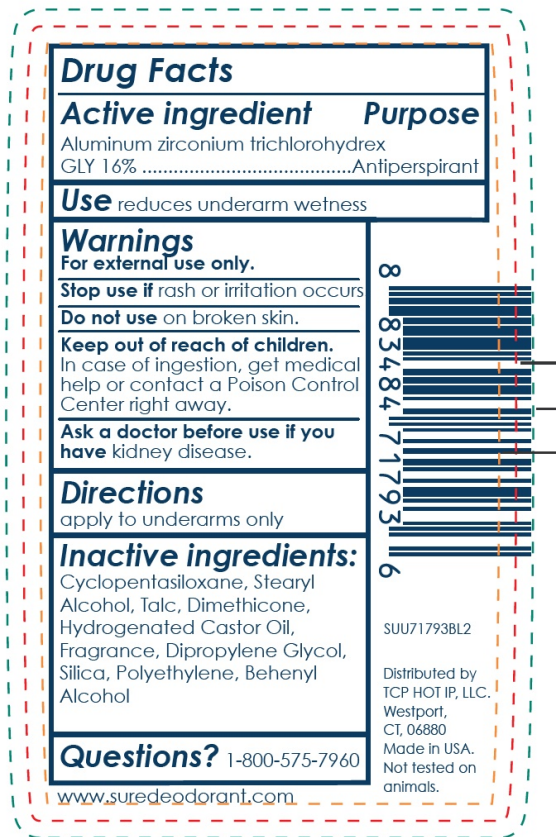 Drug Facts
Active ingredient Purpose
Aluminum zirconium trichlorohydrex
GLY 16% ......................................Antiperspirant
Use reduces underarm wetness
Warnings
For external use only.
Stop use if rash or irritation occurs
Do not use on broken skin.
Keep out of reach of children.
In case of ingestion, get medical
help or contact a Poison Control
Center right away.
Ask a doctor before use if you
have kidney disease.
Directions
apply to underarms only
Inactive ingredients:
Cyclopentasiloxane, Stearyl
Alcohol, Talc, Dimethicone,
Hydrogenated Castor Oil,
Fragrance, Dipropylene Glycol,
Silica, Polyethylene, Behenyl
Alcohol
Questions? 1-800-575-7960
www.suredeodorant.com
8 83484 71793 6
SUU71793BL2
Distributed by
TCP HOT IP, LLC.
Westport,
CT, 06880
Made in USA.
Not tested on
animals.